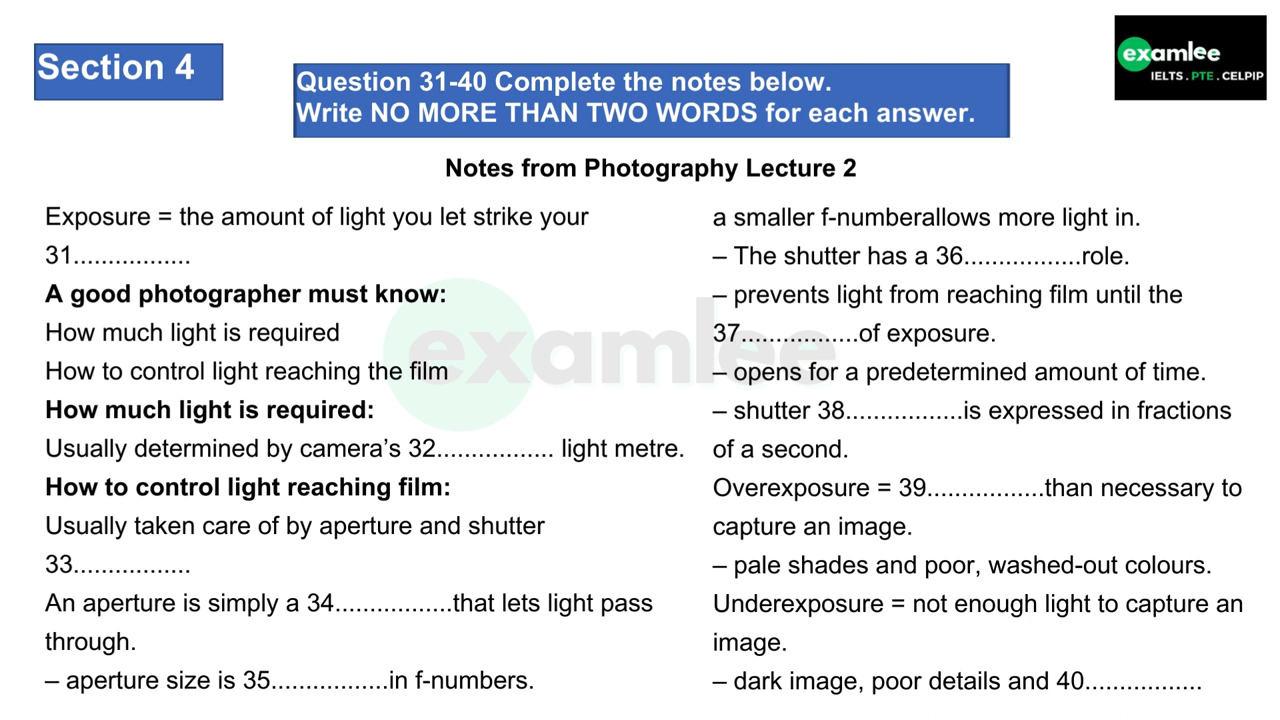 Section 4
examlee
IELTS . PTE . CELPIP
Question 31-40 Complete the notes below.
Write NO MORE THAN TWO WORDS for each answer.
Notes from Photography Lecture 2
Exposure = the amount of light you let strike your
31.................
A good photographer must know:
How much light is required
How to control light reaching the film
How much light is required:
Usually determined by camera’s 32................. light metre.
How to control light reaching film:
Usually taken care of by aperture and shutter
33.................
An aperture is simply a 34.................that lets light pass
through.
– aperture size is 35.................in f-numbers.
a smaller f-numberallows more light in.
– The shutter has a 36.................role.
– prevents light from reaching film until the
37.................of exposure.
– opens for a predetermined amount of time.
– shutter 38.................is expressed in fractions
of a second.
Overexposure = 39.................than necessary to
capture an image.
– pale shades and poor, washed-out colours.
Underexposure = not enough light to capture an
image.
– dark image, poor details and 40.................
examlee